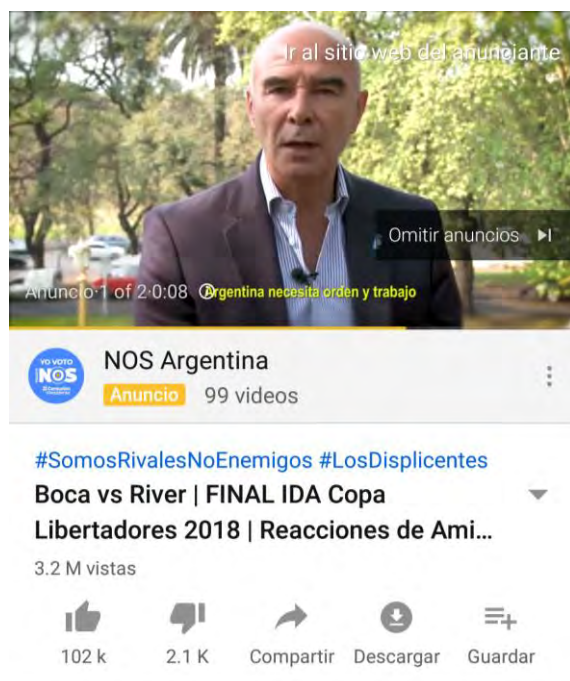 Ir al sitio web del anunciante
Omitir anuncios
Anuncio·1 of 2·0:08
Argentina necesita orden y trabajo
YO VOTO
NOS
NOS Argentina
Anuncio 99 videos
#SomosRivalesNoEnemigos #LosDisplicentes
Boca vs River | FINAL IDA Copa
Libertadores 2018 | Reacciones de Ami...
3.2 M vistas
102 k 2.1 K Compartir Descargar Guardar